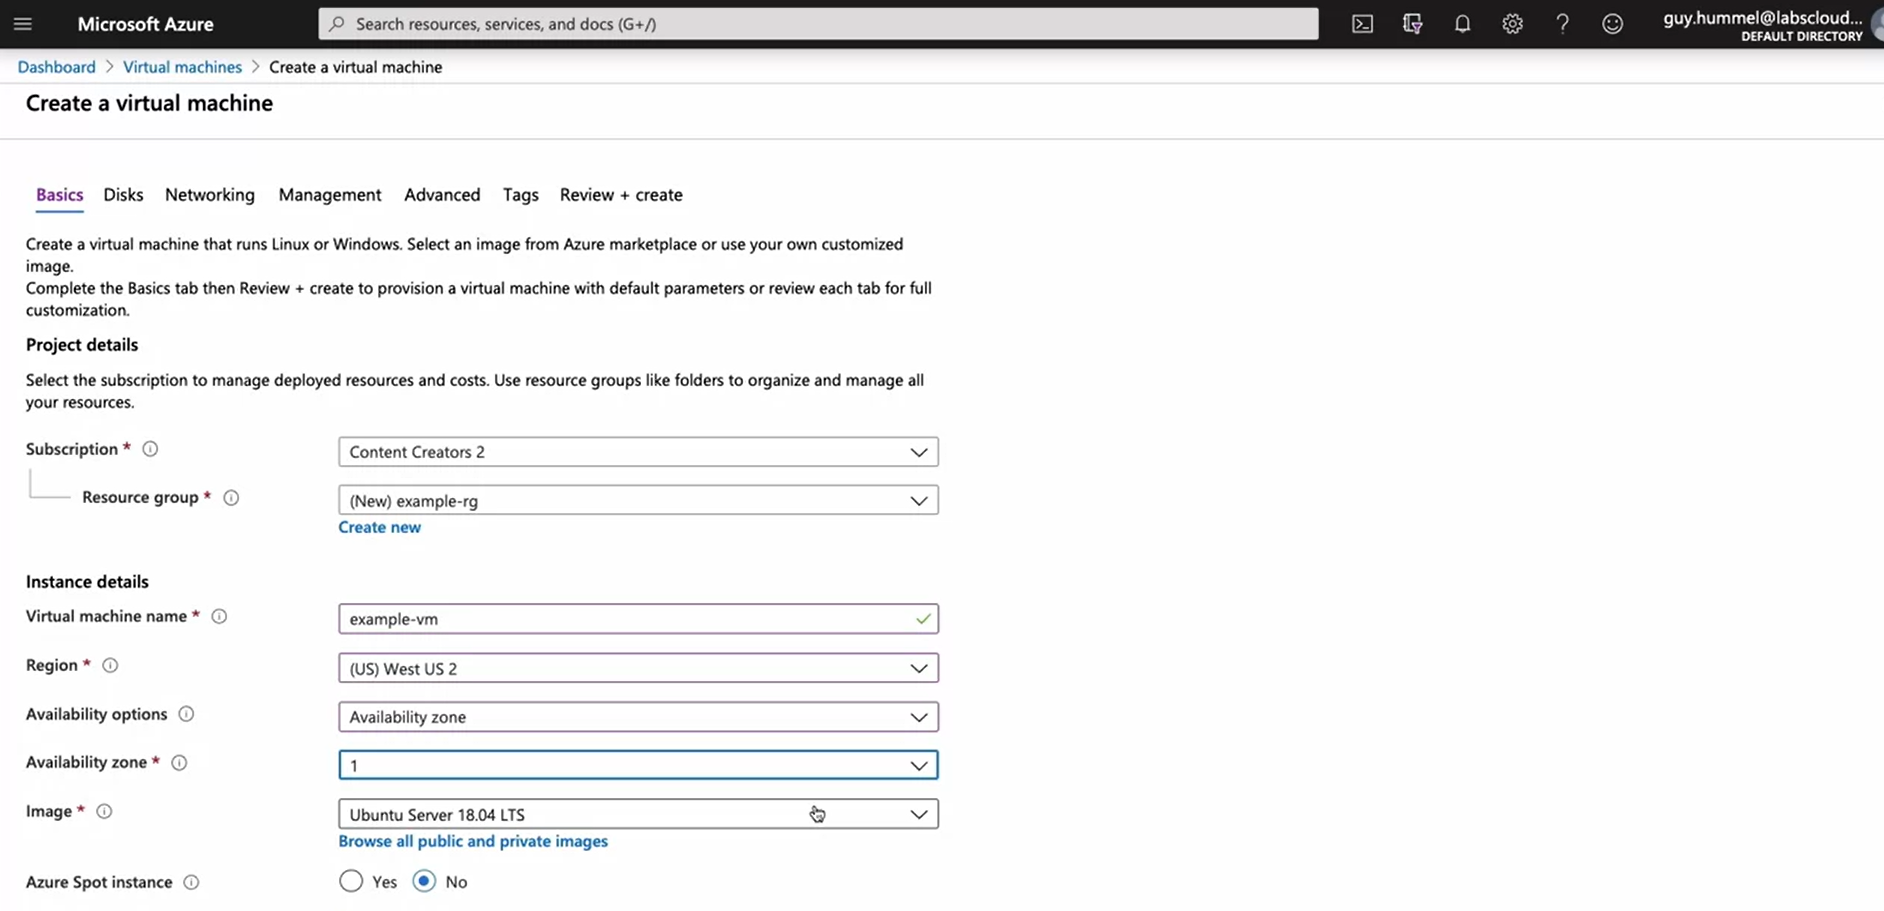 Microsoft Azure
Search resources, services, and docs (G+/)
guy.hummel@labscloud...
DEFAULT DIRECTORY
Dashboard > Virtual machines > Create a virtual machine
Create a virtual machine
Basics Disks Networking Management Advanced Tags Review + create
Create a virtual machine that runs Linux or Windows. Select an image from Azure marketplace or use your own customized
image.
Complete the Basics tab then Review + create to provision a virtual machine with default parameters or review each tab for full
customization.
Project details
Select the subscription to manage deployed resources and costs. Use resource groups like folders to organize and manage all
your resources.
Subscription * Content Creators 2
Resource group * (New) example-rg
Create new
Instance details
Virtual machine name * example-vm
Region * (US) West US 2
Availability options Availability zone
Availability zone * 1
Image * Ubuntu Server 18.04 LTS
Browse all public and private images
Azure Spot instance Yes No